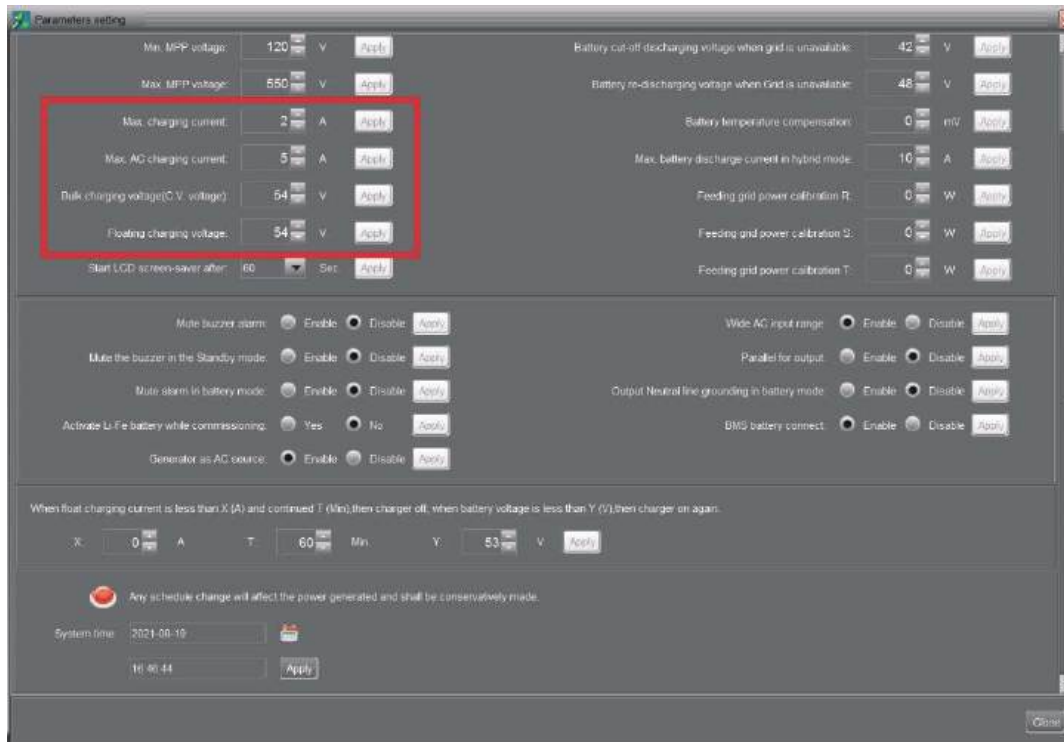 Parameters setting
Min. MPP voltage: 120 V Apply Battery cut-off discharging voltage when grid is unavailable: 42 V Apply
Max. MPP voltage: 550 V Apply Battery re-discharging voltage when Grid is unavailable: 48 V Apply
Max. charging current: 2 A Apply Battery temperature compensation: 0 mV Apply
Max. AC charging current: 5 A Apply Max. battery discharge current in hybrid mode: 10 A Apply
Bulk charging voltage(C.V. voltage): 54 V Apply Feeding grid power calibration R: 0 W Apply
Floating charging voltage: 54 V Apply Feeding grid power calibration S: 0 W Apply
Start LCD screen-saver after: 60 Sec Apply Feeding grid power calibration T: 0 W Apply
Mute buzzer alarm: Enable Disable Apply Wide AC input range: Enable Disable Apply
Mute the buzzer in the Standby mode: Enable Disable Apply Parallel for output: Enable Disable Apply
Mute alarm in battery mode: Enable Disable Apply Output Neutral line grounding in battery mode: Enable Disable Apply
Activate Li-Fe battery while commissioning: Yes No Apply BMS battery connect: Enable Disable Apply
Generator as AC source: Enable Disable Apply
When float charging current is less than X (A) and continued T (Min),then charger off, when battery voltage is less than Y (V),then charger on again.
X: 0 A T: 60 Min. Y: 53 V Apply
Any schedule change will affect the power generated and shall be conservatively made.
System time: 2021-08-19
16:46:44 Apply
Close